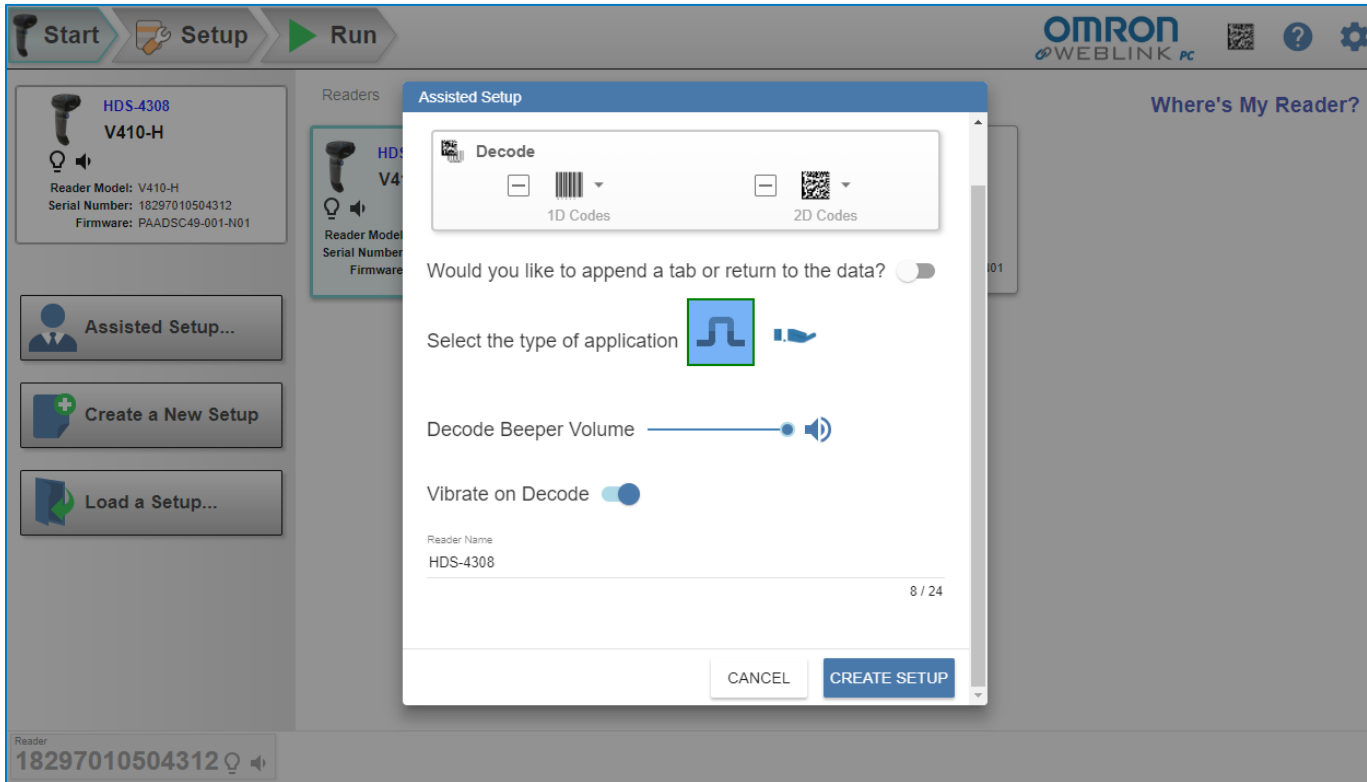 Start
Setup
Run
OMRON
WEBLINK PC
HDS-4308
V410-H
Reader Model: V410-H
Serial Number: 18297010504312
Firmware: PAADSC49-001-N01
Assisted Setup...
Create a New Setup
Load a Setup...
Readers
HDS
V4
Reader Model
Serial Number
Firmware
01
Where's My Reader?
Assisted Setup
Decode
1D Codes
2D Codes
Would you like to append a tab or return to the data?
Select the type of application
Decode Beeper Volume
Vibrate on Decode
Reader Name
HDS-4308
8 / 24
CANCEL
CREATE SETUP
Reader
18297010504312